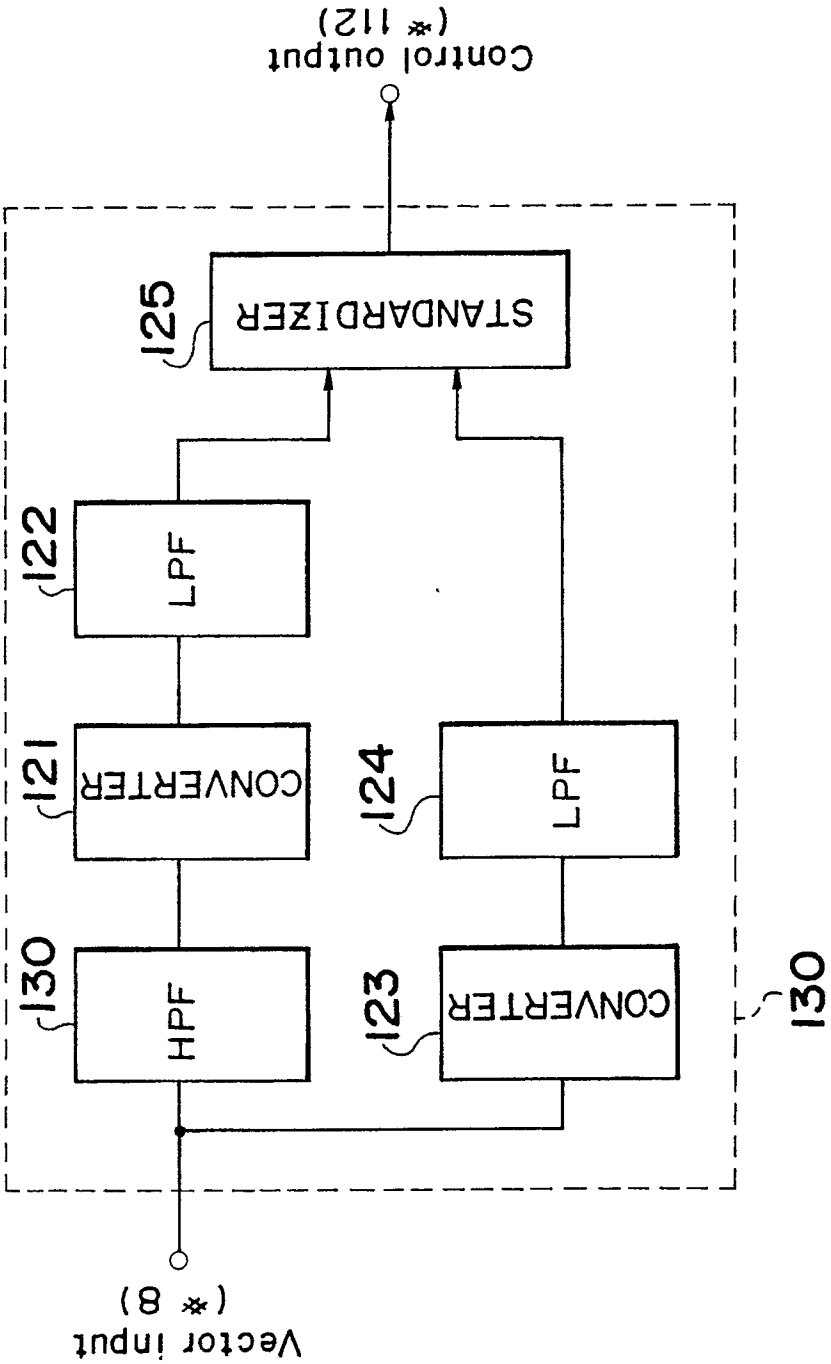 Vector input
(* 8)
130
HPF
121
CONVERTER
122
LPF
123
CONVERTER
124
LPF
125
STANDARDIZER
Control output
(* 112)
130